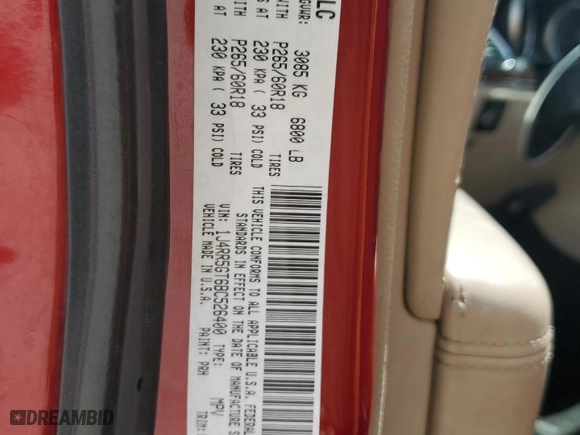 LC
GVWR: 3085 KG 6800 LB
WITH P265/60R18 TIRES
AT 230 KPA ( 33 PSI) COLD
WITH P265/60R18 TIRES
AT 230 KPA ( 33 PSI) COLD
THIS VEHICLE CONFORMS TO ALL APPLICABLE U.S.A. FEDERAL
STANDARDS IN EFFECT ON THE DATE OF MANUFACTURE
VIN: 1J4RR5GT6BC526400 TYPE: MPV
VEHICLE MADE IN U.S.A. PAINT: PRH TRIM:
DREAMBID